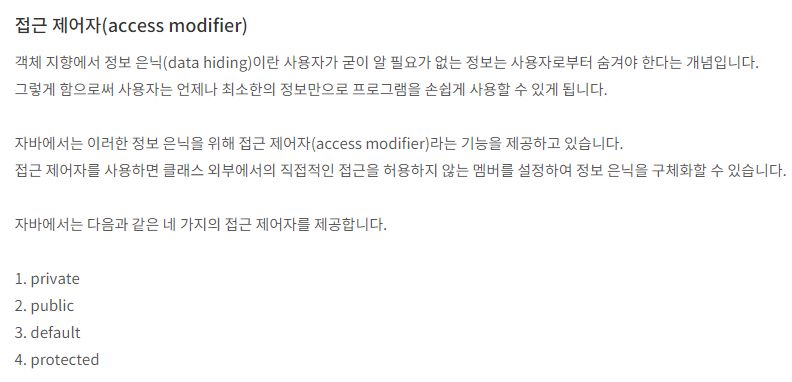 접근 제어자(access modifier)
객체 지향에서 정보 은닉(data hiding)이란 사용자가 굳이 알 필요가 없는 정보는 사용자로부터 숨겨야 한다는 개념입니다.
그렇게 함으로써 사용자는 언제나 최소한의 정보만으로 프로그램을 손쉽게 사용할 수 있게 됩니다.
자바에서는 이러한 정보 은닉을 위해 접근 제어자(access modifier)라는 기능을 제공하고 있습니다.
접근 제어자를 사용하면 클래스 외부에서의 직접적인 접근을 허용하지 않는 멤버를 설정하여 정보 은닉을 구체화할 수 있습니다.
자바에서는 다음과 같은 네 가지의 접근 제어자를 제공합니다.
1. private
2. public
3. default
4. protected